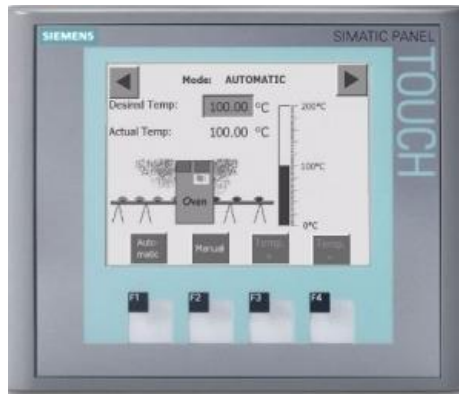 SIEMENS
SIMATIC PANEL
TOUCH
Mode: AUTOMATIC
Desired Temp: 100.00 °C
Actual Temp: 100.00 °C
200°C
100°C
0°C
Oven
Auto-
matic
Manual
Temp.
Temp.
F1
F2
F3
F4